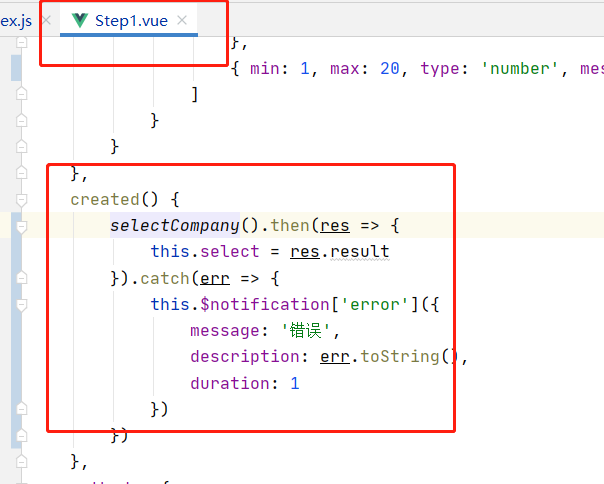 ex.js × Step1.vue ×
},
{ min: 1, max: 20, type: 'number', mes
]
}
}
},
created() {
selectCompany().then(res => {
this.select = res.result
}).catch(err => {
this.$notification['error']({
message: '错误',
description: err.toString(),
duration: 1
})
})
},